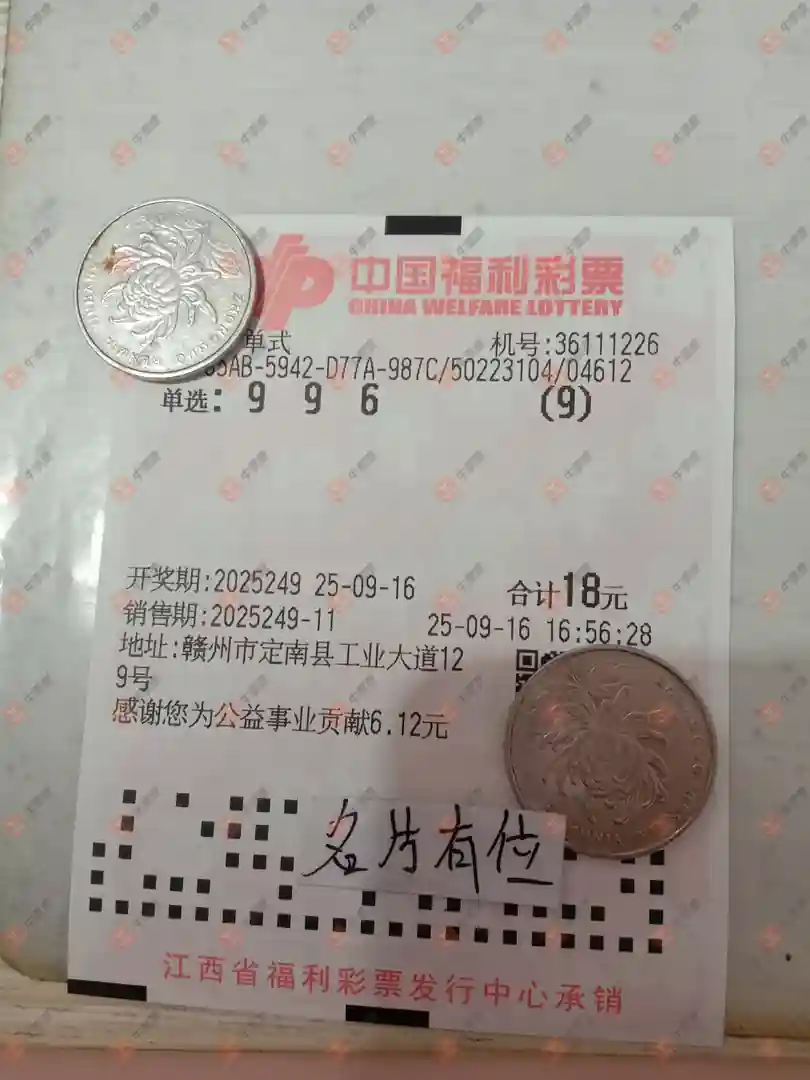 中国福利彩票
CHINA WELFARE LOTTERY
单式 机号:36111226
5AB-5942-D77A-987C/50223104/04612
单选: 9 9 6 (9)
开奖期:2025249 25-09-16 合计18元
销售期:2025249-11 25-09-16 16:56:28
地址:赣州市定南县工业大道12
9号
感谢您为公益事业贡献6.12元
名片有位
江西省福利彩票发行中心承销